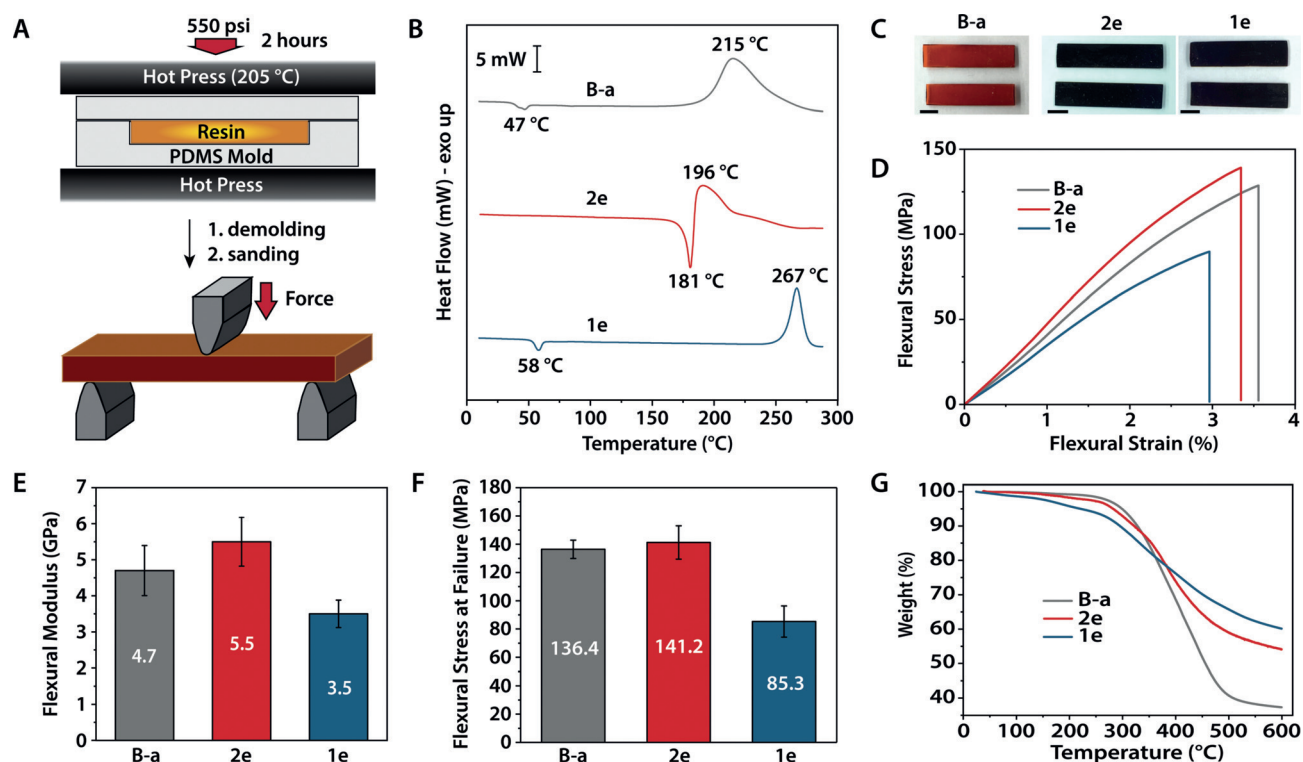 A
550 psi
2 hours
Hot Press (205 °C)
Resin
PDMS Mold
Hot Press
1. demolding
2. sanding
Force
B
5 mW
215 °C
B-a
47 °C
196 °C
2e
181 °C
267 °C
1e
58 °C
Heat Flow (mW) - exo up
0 50 100 150 200 250 300
Temperature (°C)
C
B-a 2e 1e
D
150
100
50
0
B-a
2e
1e
Flexural Stress (MPa)
0 1 2 3 4
Flexural Strain (%)
E
7
6
5
4
3
2
1
0
Flexural Modulus (GPa)
4.7
5.5
3.5
B-a 2e 1e
F
180
160
140
120
100
80
60
40
20
0
Flexural Stress at Failure (MPa)
136.4
141.2
85.3
B-a 2e 1e
G
100
90
80
70
60
50
40
Weight (%)
B-a
2e
1e
0 100 200 300 400 500 600
Temperature (°C)